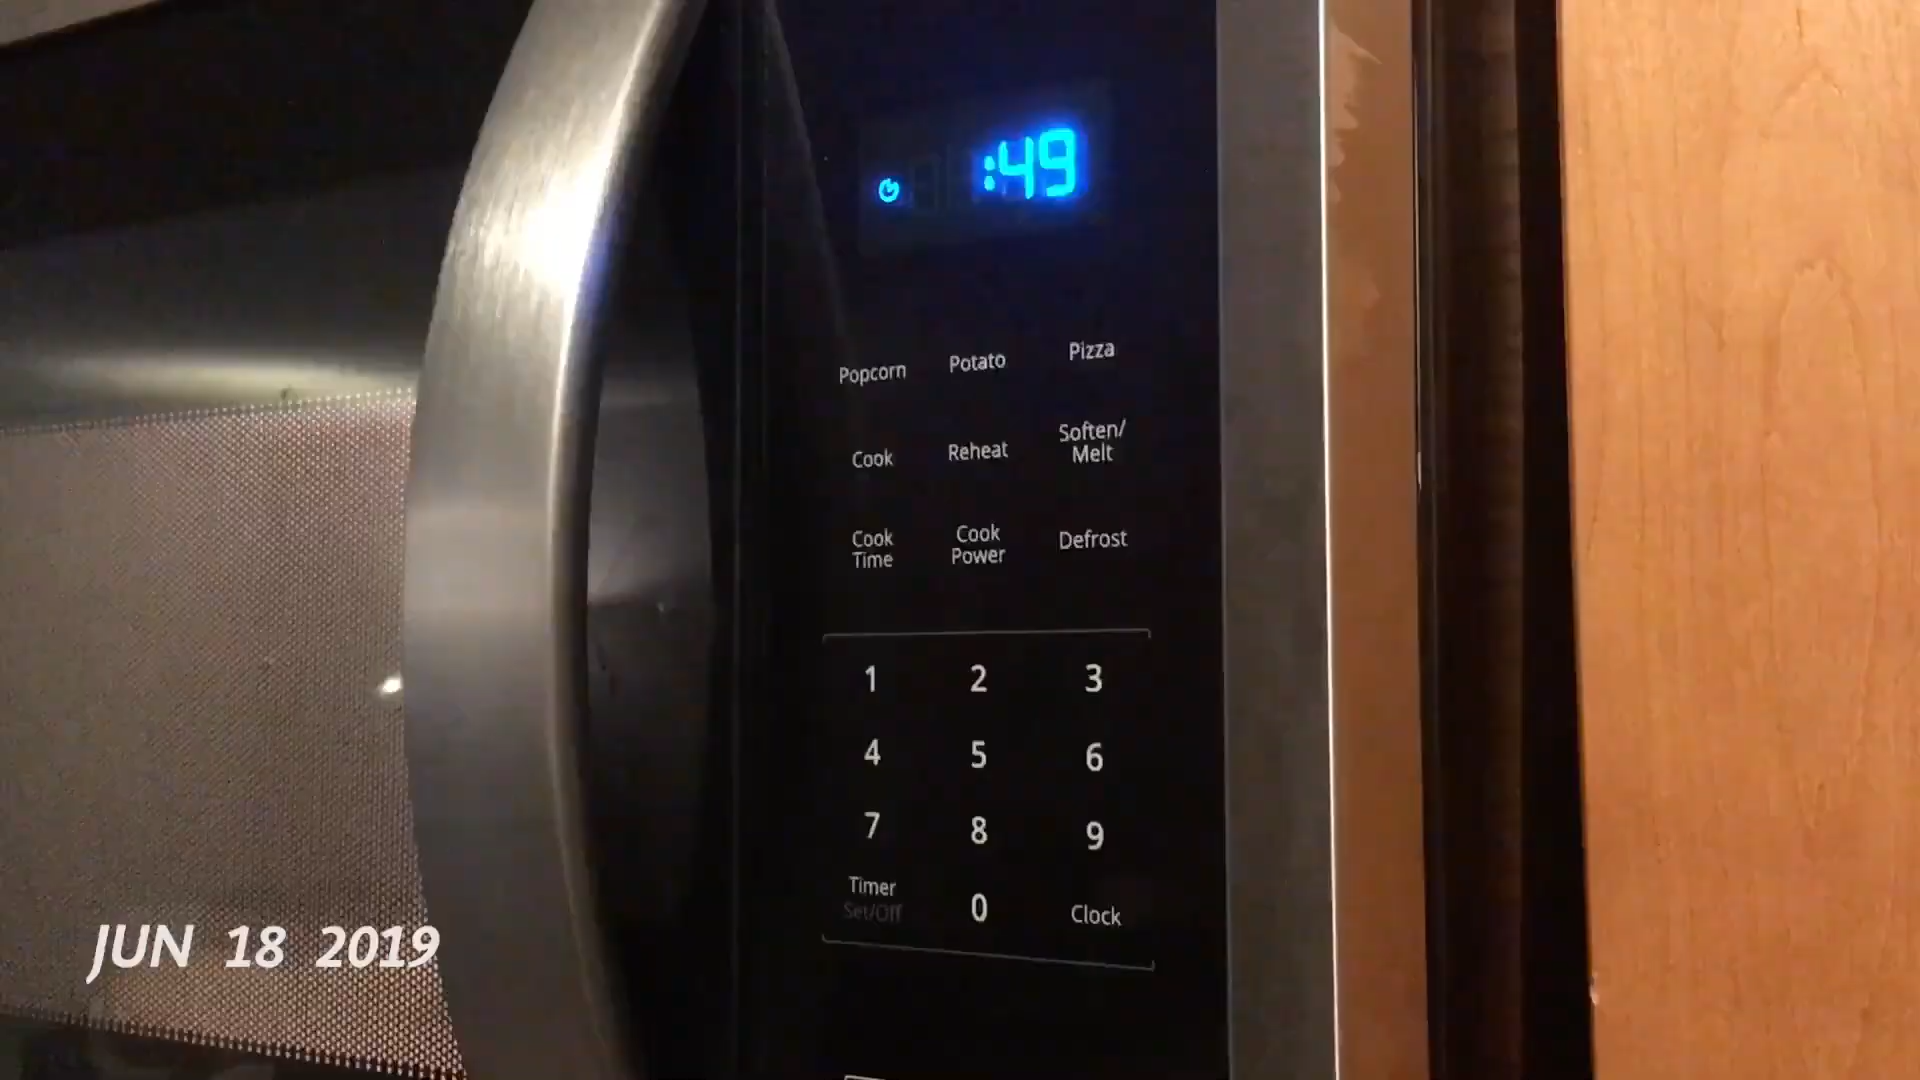 :49
Popcorn Potato Pizza
Cook Reheat Soften/
Melt
Cook
Time
Cook
Power
Defrost
1 2 3
4 5 6
7 8 9
Timer
Set/Off
0 Clock
JUN 18 2019